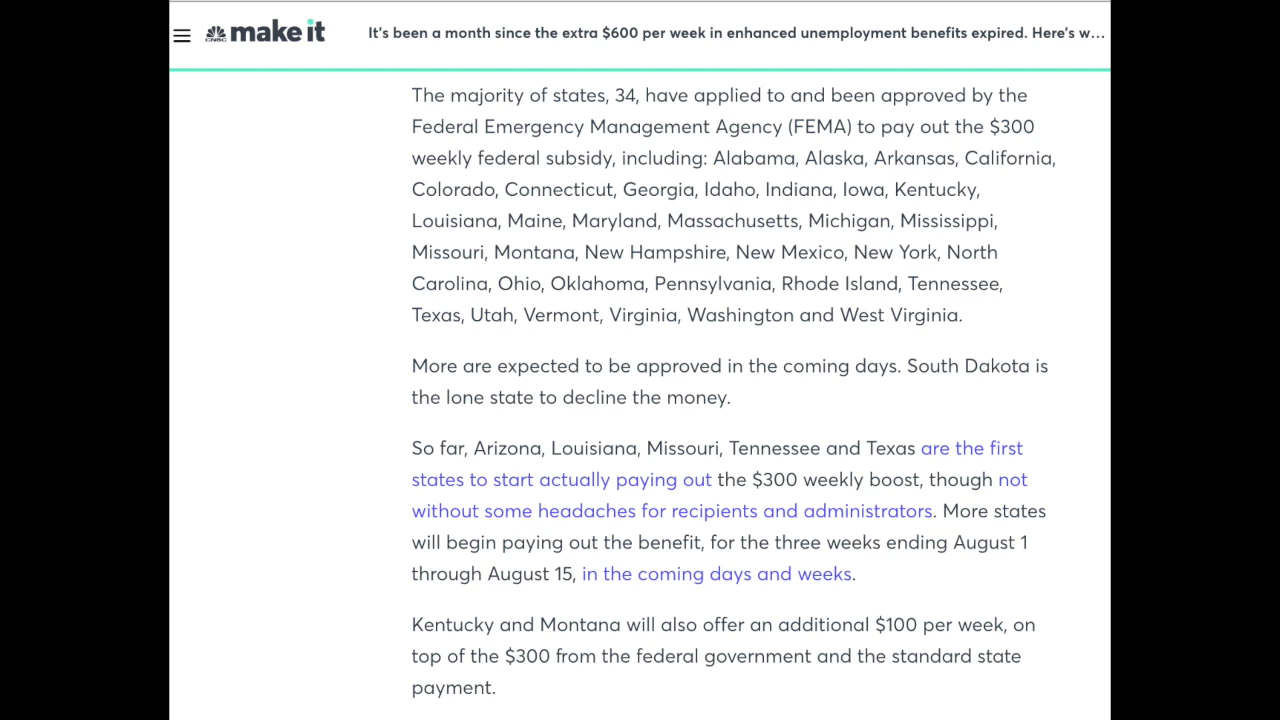 CNBC make it
It's been a month since the extra $600 per week in enhanced unemployment benefits expired. Here's w...
The majority of states, 34, have applied to and been approved by the
Federal Emergency Management Agency (FEMA) to pay out the $300
weekly federal subsidy, including: Alabama, Alaska, Arkansas, California,
Colorado, Connecticut, Georgia, Idaho, Indiana, Iowa, Kentucky,
Louisiana, Maine, Maryland, Massachusetts, Michigan, Mississippi,
Missouri, Montana, New Hampshire, New Mexico, New York, North
Carolina, Ohio, Oklahoma, Pennsylvania, Rhode Island, Tennessee,
Texas, Utah, Vermont, Virginia, Washington and West Virginia.
More are expected to be approved in the coming days. South Dakota is
the lone state to decline the money.
So far, Arizona, Louisiana, Missouri, Tennessee and Texas are the first
states to start actually paying out the $300 weekly boost, though not
without some headaches for recipients and administrators. More states
will begin paying out the benefit, for the three weeks ending August 1
through August 15, in the coming days and weeks.
Kentucky and Montana will also offer an additional $100 per week, on
top of the $300 from the federal government and the standard state
payment.